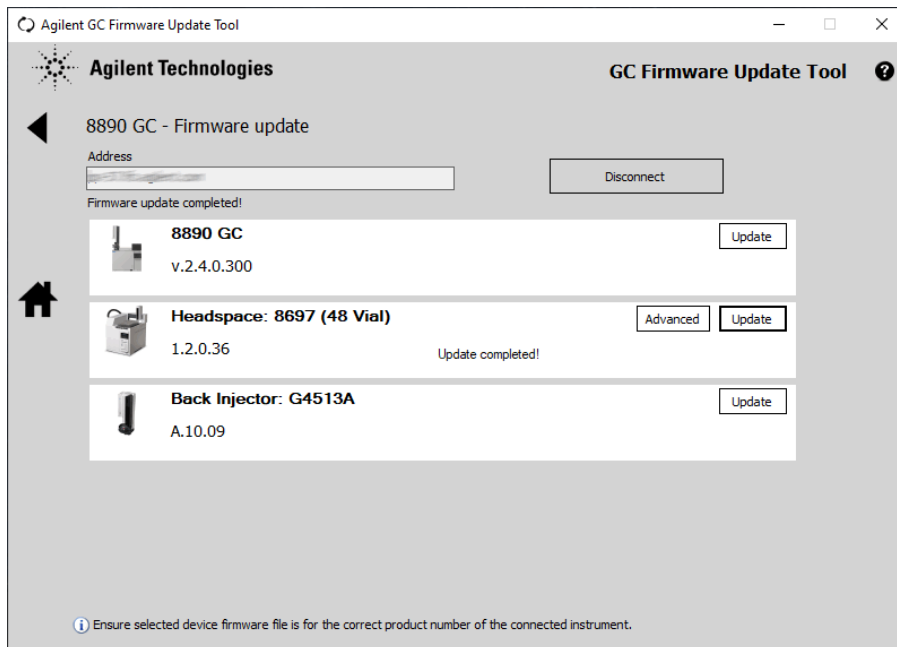 Agilent GC Firmware Update Tool
Agilent Technologies
GC Firmware Update Tool
8890 GC - Firmware update
Address
Disconnect
Firmware update completed!
8890 GC
Update
v.2.4.0.300
Headspace: 8697 (48 Vial)
Advanced
Update
1.2.0.36
Update completed!
Back Injector: G4513A
Update
A.10.09
Ensure selected device firmware file is for the correct product number of the connected instrument.